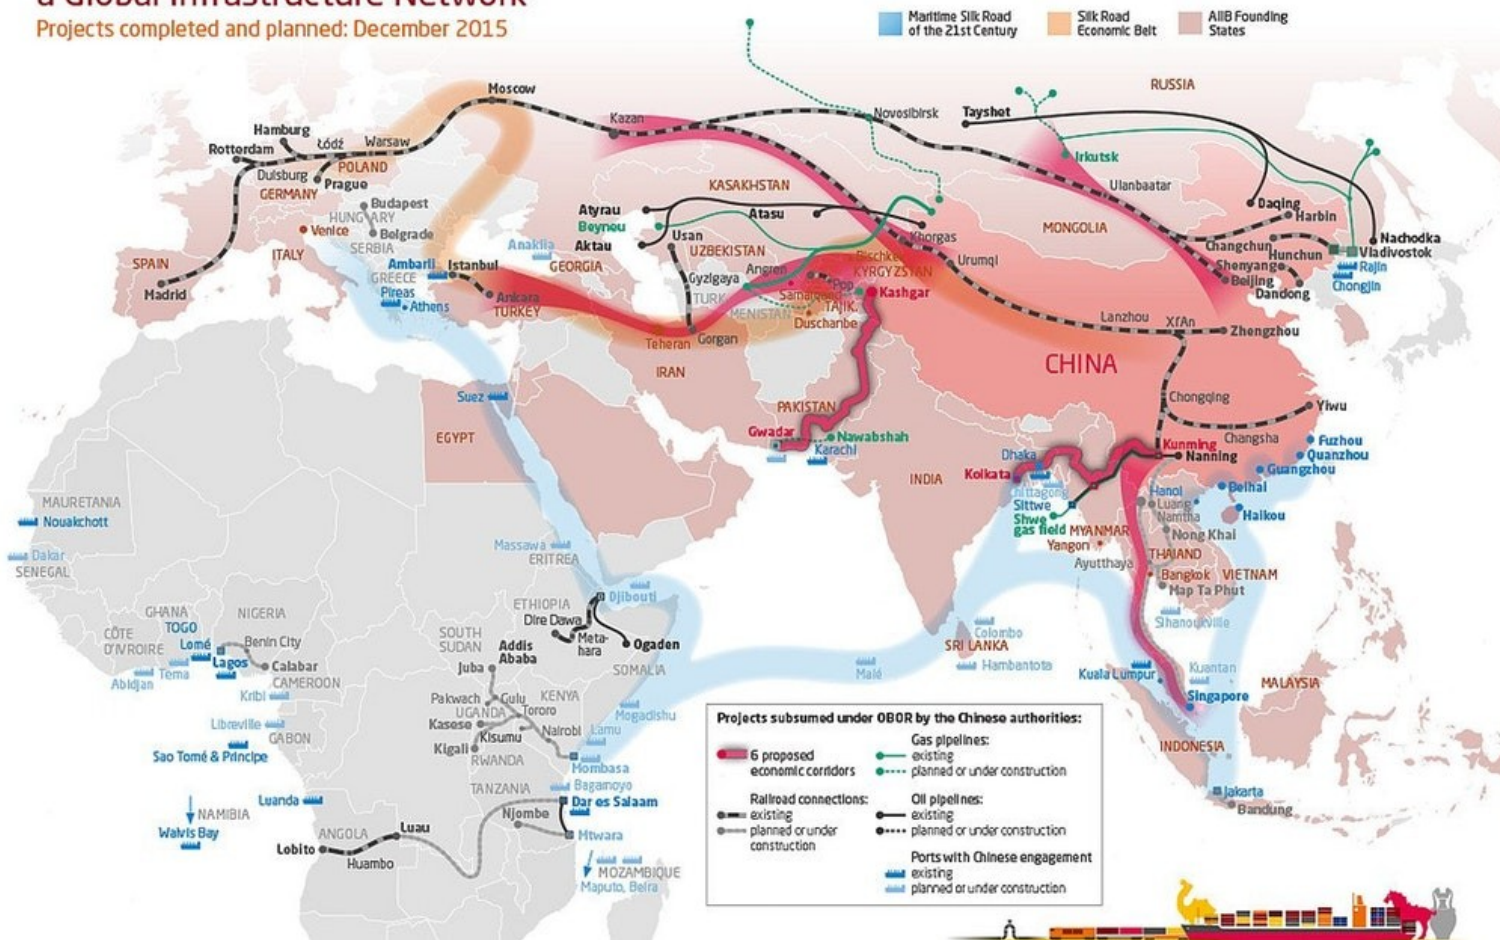 a Global Infrastructure Network
Projects completed and planned: December 2015
Maritime Silk Road
of the 21st Century
Silk Road
Economic Belt
AIIB Founding
States
RUSSIA
Moscow
Kazan
Novosibirsk
Tayshet
Hamburg
Rotterdam
Łódź
Warsaw
Duisburg
POLAND
GERMANY
Prague
Irkutsk
Ulanbaatar
KASAKHSTAN
Budapest
HUNGARY
Venice
Belgrade
SERBIA
ITALY
Atyrau
Beyneu
Aktau
Atasu
Usan
UZBEKISTAN
Khorgas
MONGOLIA
Daqing
Harbin
Changchun
Hunchun
Nachodka
Vladivostok
Shenyang
Rajin
Beijing
Chongjin
Dandong
SPAIN
Madrid
Anaklia
GEORGIA
Ambarli
Istanbul
GREECE
Pireas
Athens
Ankara
TURKEY
Gyzlgaya
Angren
Bischkek
KYRGYZSTAN
Urumqi
TURK
MENISTAN
Pop
Samarqand
TAJIK.
Duschanbe
Kashgar
Teheran
Gorgan
IRAN
Lanzhou
Xi'An
Zhengzhou
CHINA
Suez
EGYPT
PAKISTAN
Gwadar
Nawabshah
Karachi
Chongqing
Yiwu
Changsha
Fuzhou
Quanzhou
Guangzhou
Kunming
Nanning
Beihai
Haikou
INDIA
Dhaka
Kolkata
Chittagong
Sittwe
Shwe
gas field
MYANMAR
Yangon
Hanoi
Luang
Namtha
Nong Khai
THAIAND
Ayutthaya
Bangkok
VIETNAM
Map Ta Phut
Sihanoukville
MAURETANIA
Nouakchott
Dakar
SENEGAL
Massawa
ERITREA
Djibouti
ETHIOPIA
Dire Dawa
Meta-
hara
Ogaden
SOMALIA
GHANA
TOGO
NIGERIA
CÔTE
D'IVROIRE
Lomé
Lagos
Benin City
Tema
Abidjan
Calabar
CAMEROON
Kribi
SOUTH
SUDAN
Addis
Ababa
Juba
Pakwach
Gulu
KENYA
UGANDA
Tororo
Kasese
Kisumu
Nairobi
Kigali
RWANDA
Mogadishu
Lamu
Mombasa
Libreville
GABON
Sao Tomé & Principe
TANZANIA
Bagamoyo
Dar es Salaam
Njombe
Mtwara
Luanda
NAMIBIA
Walvis Bay
ANGOLA
Luau
Lobito
Huambo
MOZAMBIQUE
Maputo, Beira
Colombo
SRI LANKA
Hambantota
Malé
Kuala Lumpur
Kuantan
Singapore
MALAYSIA
INDONESIA
Jakarta
Bandung
Projects subsumed under OBOR by the Chinese authorities:
6 proposed
economic corridors
Gas pipelines:
existing
planned or under construction
Railroad connections:
existing
planned or under
construction
Oil pipelines:
existing
planned or under construction
Ports with Chinese engagement
existing
planned or under construction